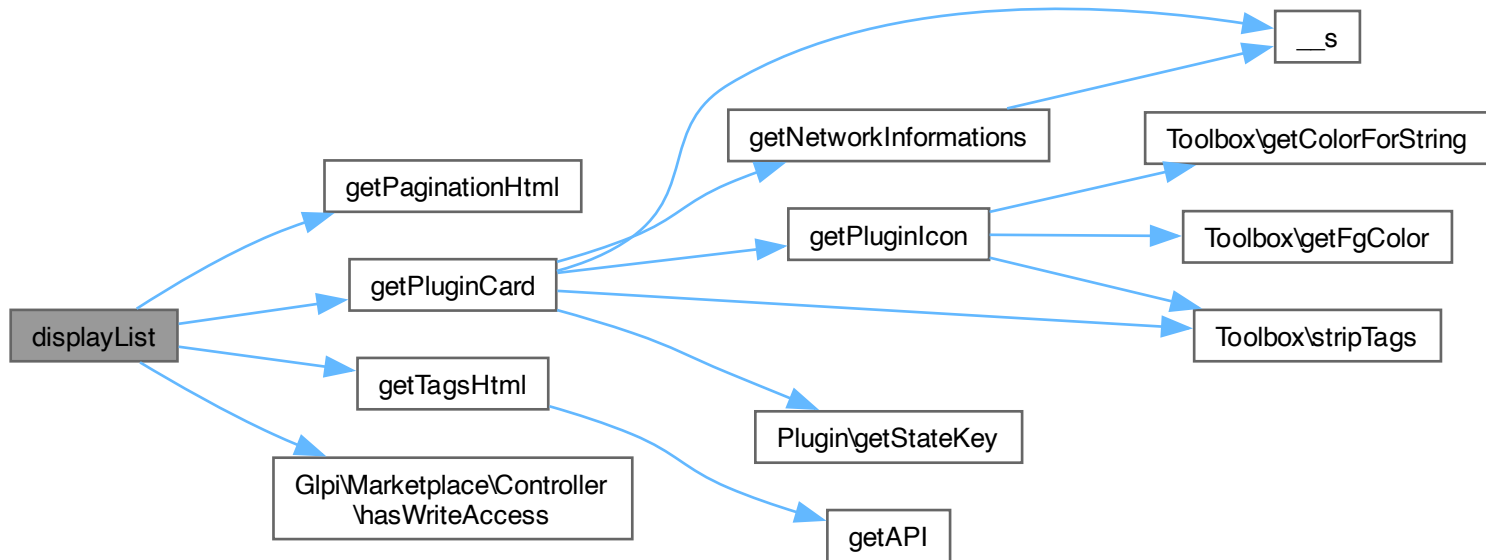 displayList
getPaginationHtml
getPluginCard
getTagsHtml
Glpi\Marketplace\Controller
\hasWriteAccess
__s
getNetworkInformations
getPluginIcon
Plugin\getStateKey
getAPI
Toolbox\getColorForString
Toolbox\getFgColor
Toolbox\stripTags